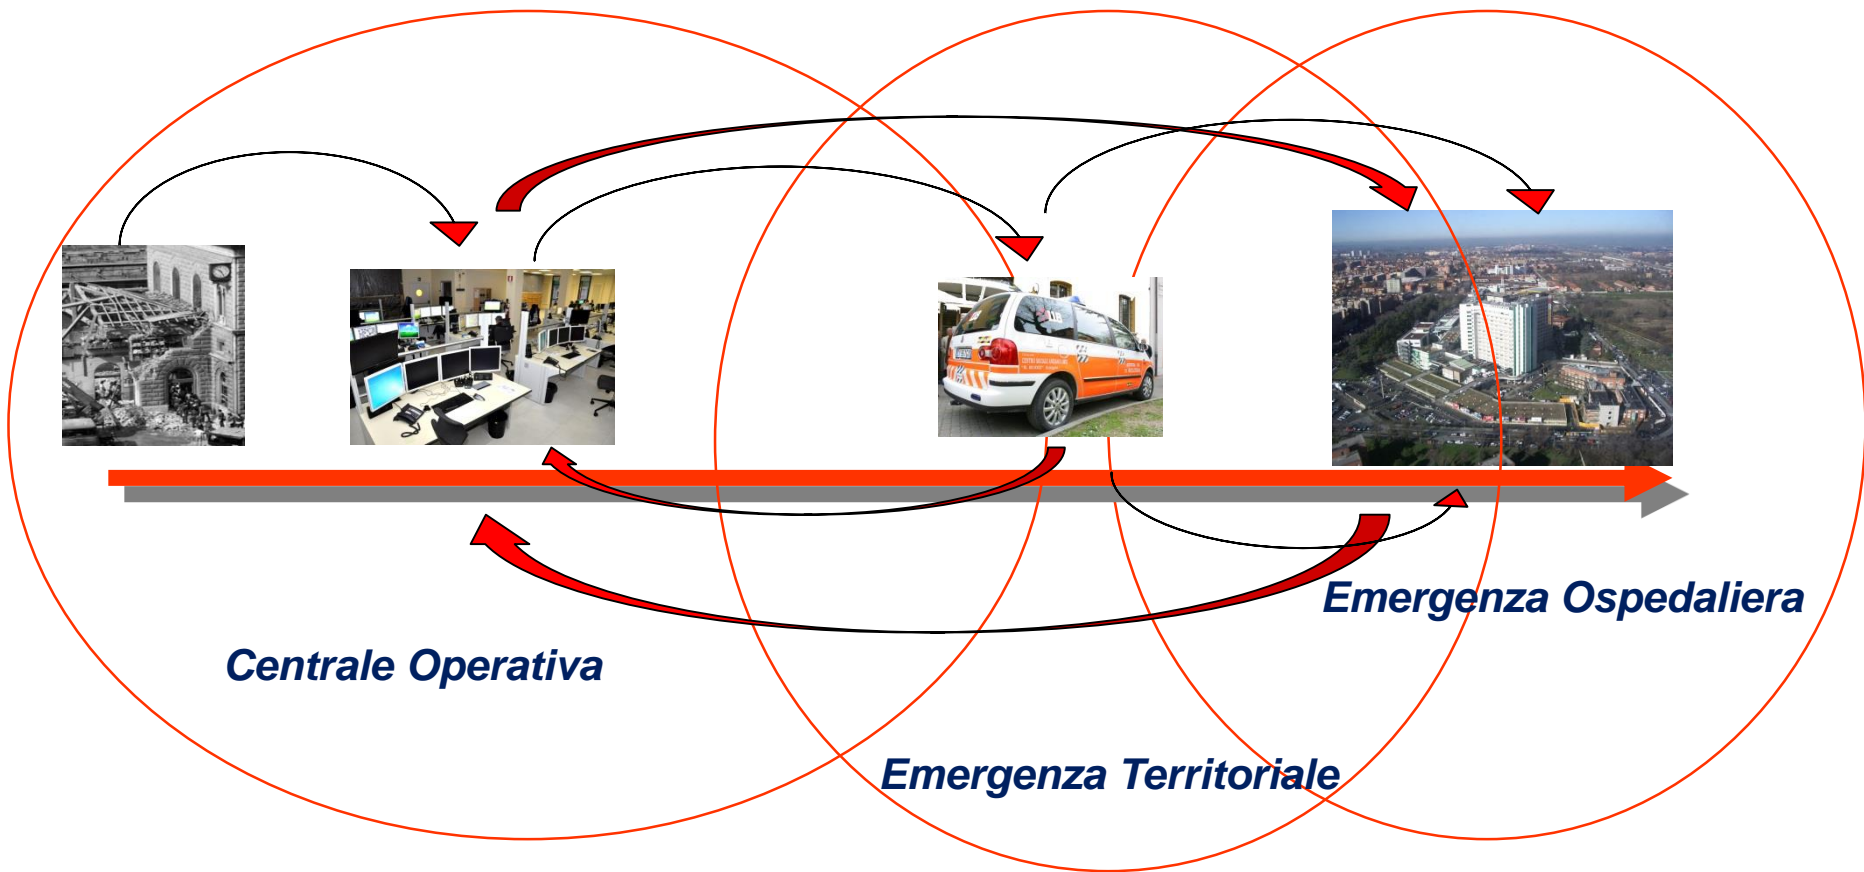 Emergenza Ospedaliera
Centrale Operativa
Emergenza Territoriale